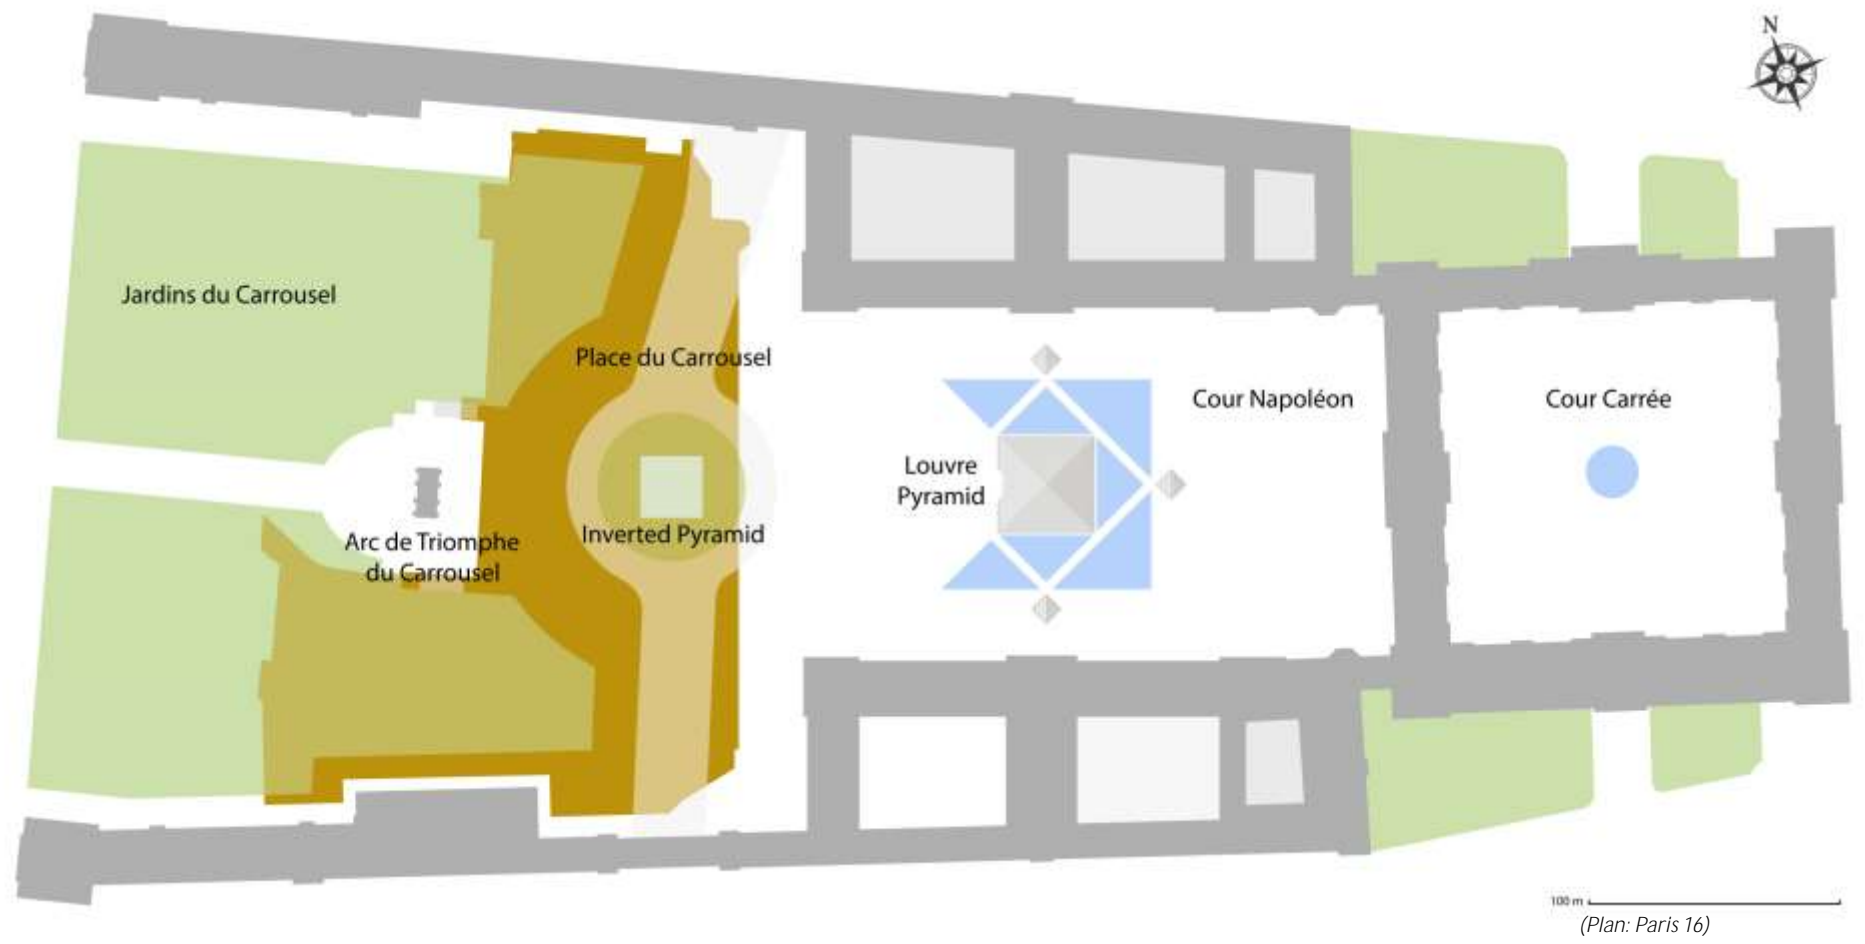 N
Jardins du Carrousel
Place du Carrousel
Cour Napoléon
Cour Carrée
Louvre
Pyramid
Inverted Pyramid
Arc de Triomphe
du Carrousel
100 m
(Plan: Paris 16)